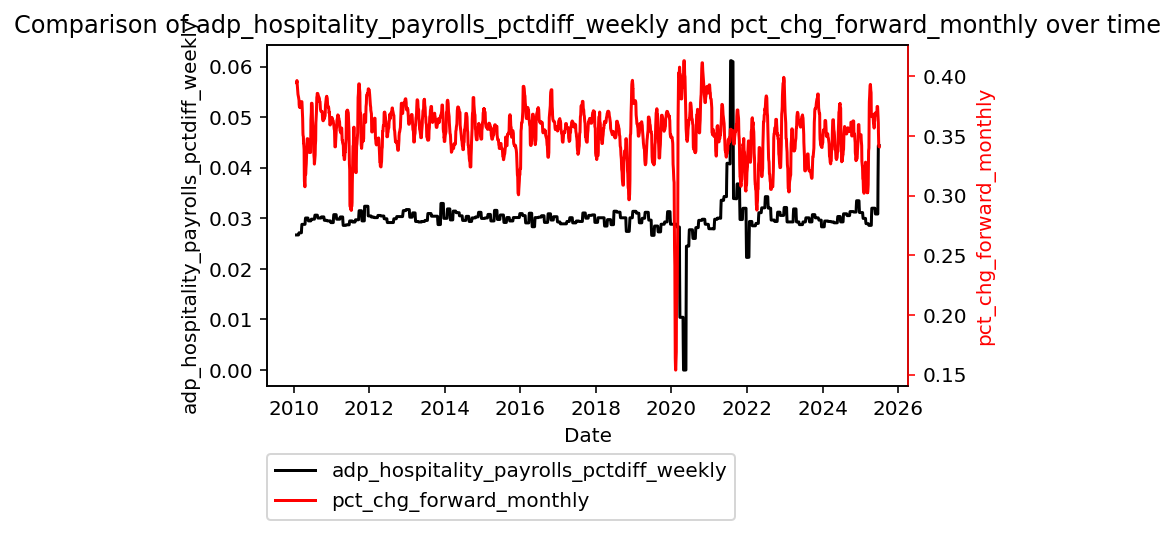 Comparison of adp_hospitality_payrolls_pctdiff_weekly and pct_chg_forward_monthly over time
adp_hospitality_payrolls_pctdiff_weekly
0.06
0.05
0.04
0.03
0.02
0.01
0.00
0.40
0.35
0.30
0.25
0.20
0.15
pct_chg_forward_monthly
2010 2012 2014 2016 2018 2020 2022 2024 2026
Date
adp_hospitality_payrolls_pctdiff_weekly
pct_chg_forward_monthly